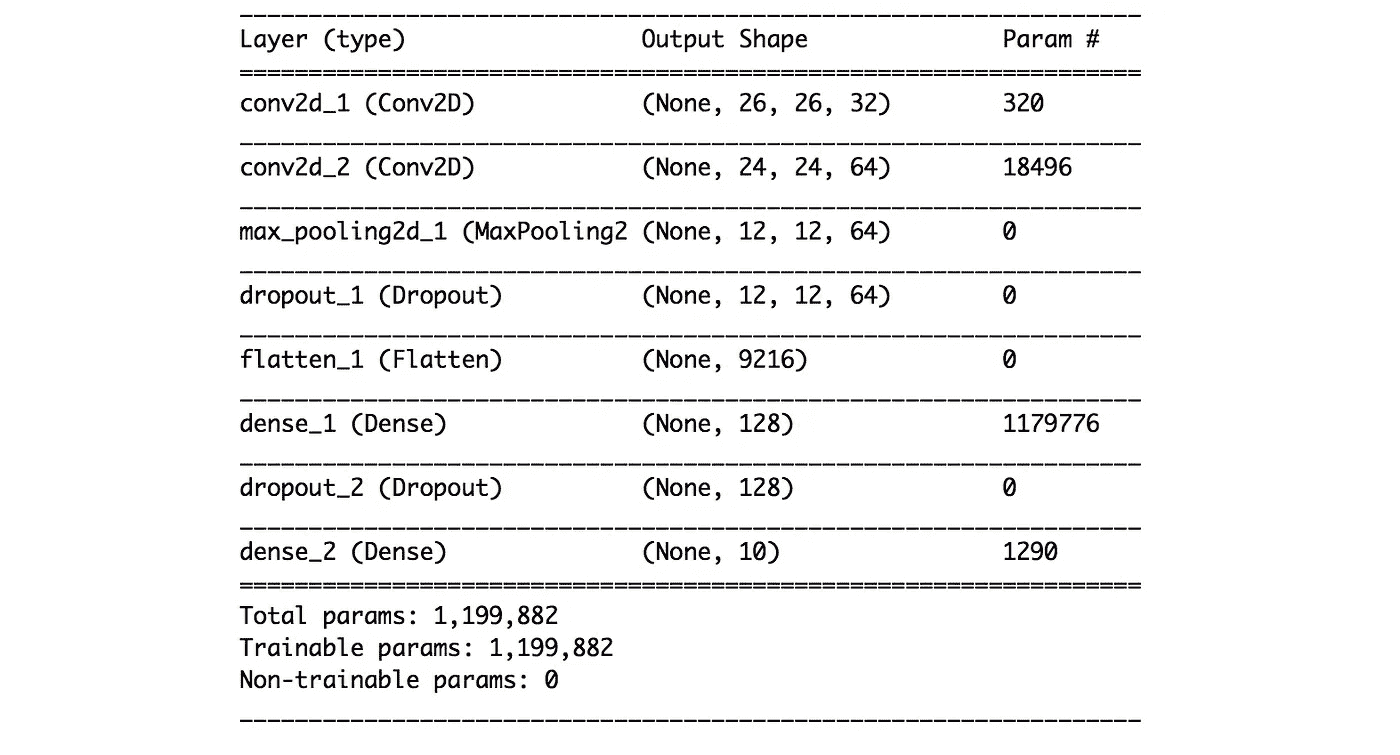 Layer (type) Output Shape Param #
conv2d_1 (Conv2D) (None, 26, 26, 32) 320
conv2d_2 (Conv2D) (None, 24, 24, 64) 18496
max_pooling2d_1 (MaxPooling2 (None, 12, 12, 64) 0
dropout_1 (Dropout) (None, 12, 12, 64) 0
flatten_1 (Flatten) (None, 9216) 0
dense_1 (Dense) (None, 128) 1179776
dropout_2 (Dropout) (None, 128) 0
dense_2 (Dense) (None, 10) 1290
Total params: 1,199,882
Trainable params: 1,199,882
Non-trainable params: 0